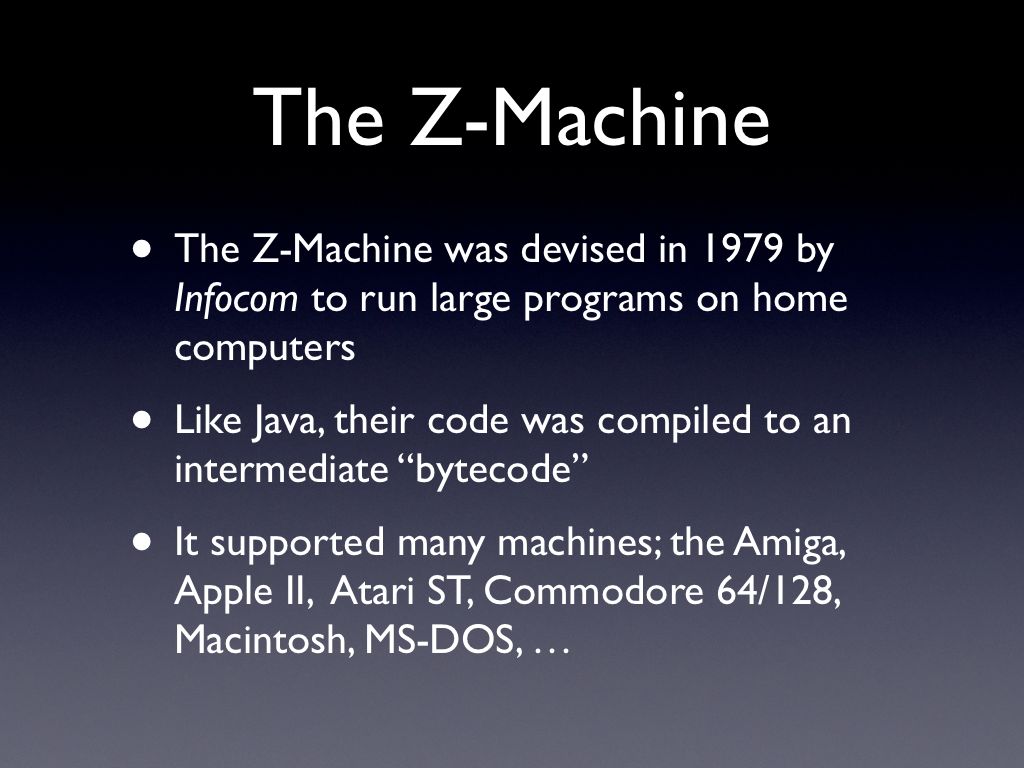 The Z-Machine
• The Z-Machine was devised in 1979 by
Infocom to run large programs on home
computers
• Like Java, their code was compiled to an
intermediate “bytecode”
• It supported many machines; the Amiga,
Apple II,  Atari ST, Commodore 64/128,
Macintosh, MS-DOS, …